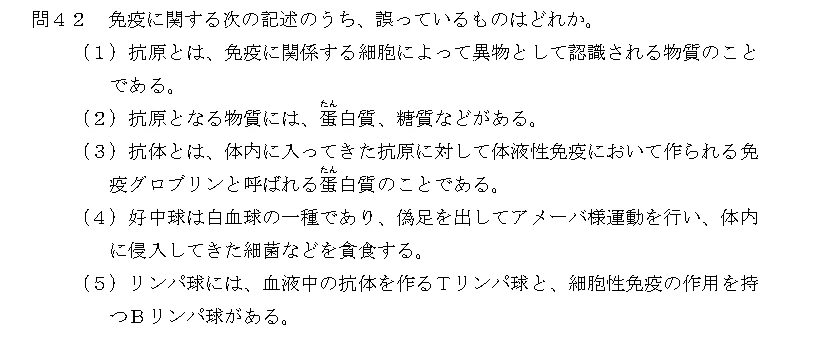 問４２　免疫に関する次の記述のうち、誤っているものはどれか。
（１）抗原とは、免疫に関係する細胞によって異物として認識される物質のこと
である。
（２）抗原となる物質には、蛋白質、糖質などがある。
（３）抗体とは、体内に入ってきた抗原に対して体液性免疫において作られる免
疫グロブリンと呼ばれる蛋白質のことである。
（４）好中球は白血球の一種であり、偽足を出してアメーバ様運動を行い、体内
に侵入してきた細菌などを貪食する。
（５）リンパ球には、血液中の抗体を作るＴリンパ球と、細胞性免疫の作用を持
つＢリンパ球がある。